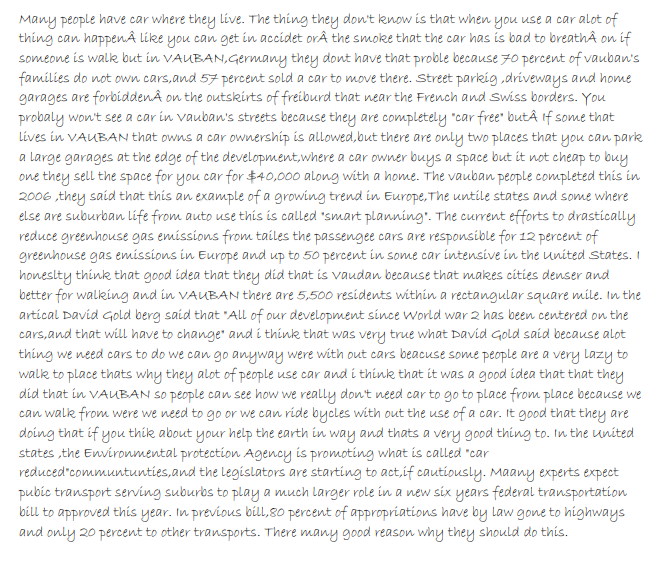 Many people have car where they live. The thing they don't know is that when you use a car alot of
thing can happenÂ like you can get in accidet orÂ the smoke that the car has is bad to breathÂ on if
someone is walk but in VAUBAN,Germany they dont have that proble because 70 percent of vauban's
families do not own cars,and 57 percent sold a car to move there. Street parkig ,driveways and home
garages are forbiddenÂ on the outskirts of freiburd that near the French and Swiss borders. You
probaly won't see a car in Vauban's streets because they are completely "car free" butÂ If some that
lives in VAUBAN that owns a car ownership is allowed,but there are only two places that you can park
a large garages at the edge of the development,where a car owner buys a space but it not cheap to buy
one they sell the space for you car for $40,000 along with a home. The vauban people completed this in
2006 ,they said that this an example of a growing trend in Europe,The untile states and some where
else are suburban life from auto use this is called "smart planning". The current efforts to drastically
reduce greenhouse gas emissions from tailes the passengee cars are responsible for 12 percent of
greenhouse gas emissions in Europe and up to 50 percent in some car intensive in the United States. I
honeslty think that good idea that they did that is Vaudan because that makes cities denser and
better for walking and in VAUBAN there are 5,500 residents within a rectangular square mile. In the
artical David Gold berg said that "All of our development since World war 2 has been centered on the
cars,and that will have to change" and i think that was very true what David Gold said because alot
thing we need cars to do we can go anyway were with out cars beacuse some people are a very lazy to
walk to place thats why they alot of people use car and i think that it was a good idea that that they
did that in VAUBAN so people can see how we really don't need car to go to place from place because we
can walk from were we need to go or we can ride bycles with out the use of a car. It good that they are
doing that if you thik about your help the earth in way and thats a very good thing to. In the United
states ,the Environmental protection Agency is promoting what is called "car
reduced"communtunties,and the legislators are starting to act,if cautiously. Maany experts expect
pubic transport serving suburbs to play a much larger role in a new six years federal transportation
bill to approved this year. In previous bill,80 percent of appropriations have by law gone to highways
and only 20 percent to other transports. There many good reason why they should do this.